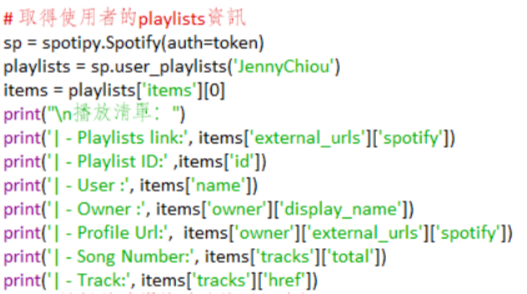 # 取得使用者的playlists資訊
sp = spotipy.Spotify(auth=token)
playlists = sp.user_playlists('JennyChiou')
items = playlists['items'][0]
print("\n播放清單：")
print('| - Playlists link:', items['external_urls']['spotify'])
print('| - Playlist ID:' ,items['id'])
print('| - User :', items['name'])
print('| - Owner :', items['owner']['display_name'])
print('| - Profile Url:',  items['owner']['external_urls']['spotify'])
print('| - Song Number:', items['tracks']['total'])
print('| - Track:', items['tracks']['href'])